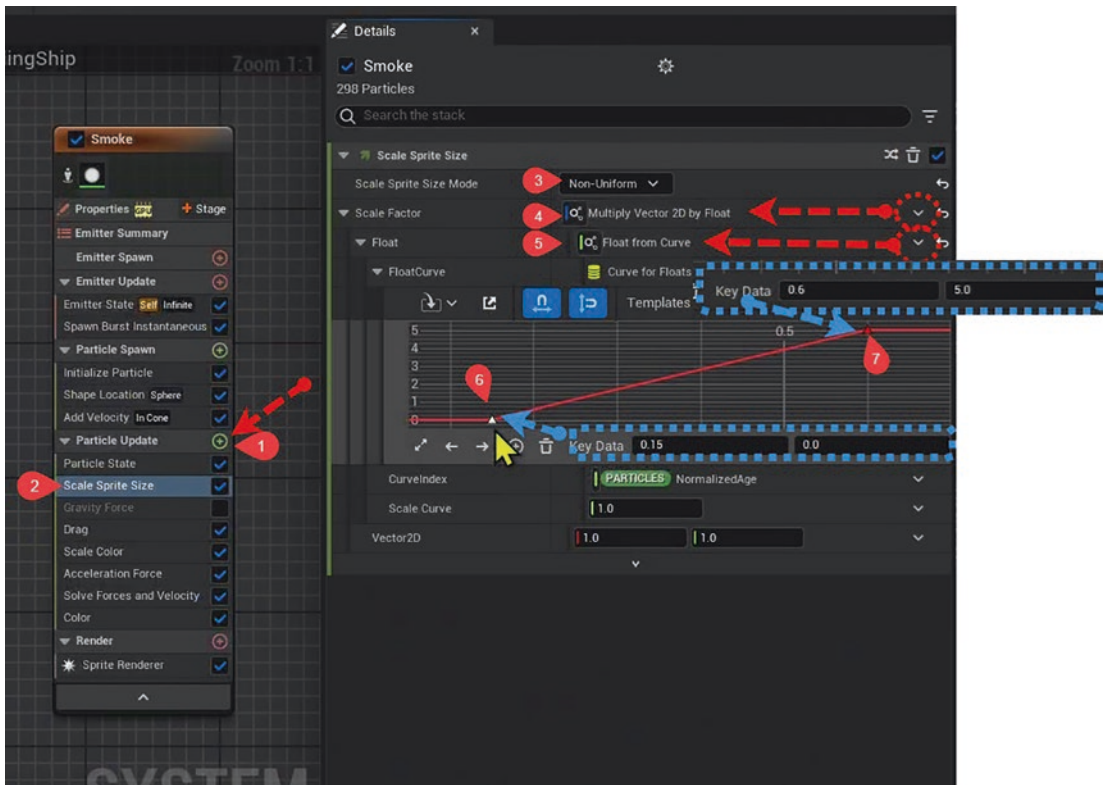 ingShip
Zoom 1:1
Smoke
Properties
GPU
Stage
Emitter Summary
Emitter Spawn
Emitter Update
Emitter State Self Infinite
Spawn Burst Instantaneous
Particle Spawn
Initialize Particle
Shape Location Sphere
Add Velocity In Cone
Particle Update
1
Particle State
2 Scale Sprite Size
Gravity Force
Drag
Scale Color
Acceleration Force
Solve Forces and Velocity
Color
Render
Sprite Renderer
SYSTEM
Details
Smoke
298 Particles
Search the stack
Scale Sprite Size
Scale Sprite Size Mode 3 Non-Uniform
Scale Factor 4 Multiply Vector 2D by Float
Float 5 Float from Curve
FloatCurve Curve for Floats
Templates
Key Data 0.6 5.0
5 0.5
4
3
2
1
0
6
7
Key Data 0.15 0.0
CurveIndex PARTICLES NormalizedAge
Scale Curve 1.0
Vector2D 1.0 1.0